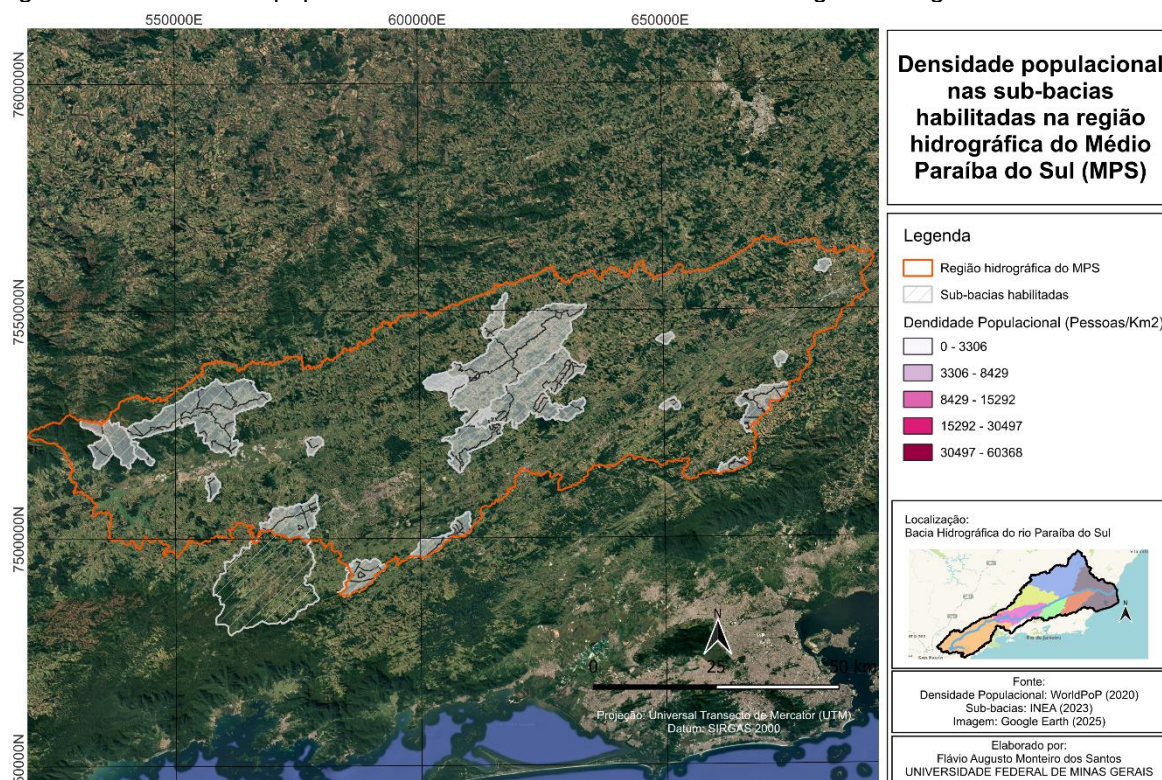 550000E
600000E
650000E
7600000N
7550000N
7500000N
N
0
25
50 km
Projeção: Universal Transecto de Mercator (UTM)
Datum: SIRGAS 2000
Densidade populacional
nas sub-bacias
habilitadas na região
hidrográfica do Médio
Paraíba do Sul (MPS)
Legenda
Região hidrográfica do MPS
Sub-bacias habilitadas
Dendidade Populacional (Pessoas/Km2)
0 - 3306
3306 - 8429
8429 - 15292
15292 - 30497
30497 - 60368
Localização:
Bacia Hidrográfica do rio Paraíba do Sul
N
Rio de Janeiro
Fonte:
Densidade Populacional: WorldPoP (2020)
Sub-bacias: INEA (2023)
Imagem: Google Earth (2025)
Elaborado por:
Flávio Augusto Monteiro dos Santos
UNIVERSIDADE FEDERAL DE MINAS GERAIS